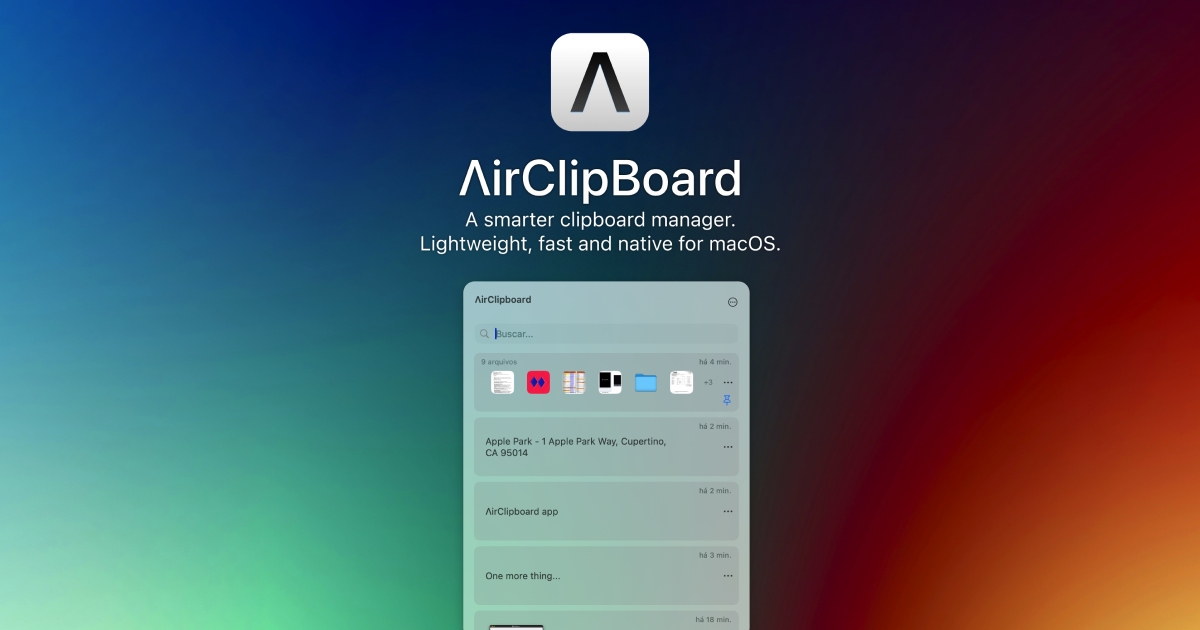 ΛirClipBoard
A smarter clipboard manager.
Lightweight, fast and native for macOS.
ΛirClipboard
Buscar...
9 arquivos
há 4 min.
+3
há 2 min.
Apple Park - 1 Apple Park Way, Cupertino,
CA 95014
há 2 min.
ΛirClipboard app
há 3 min.
One more thing...
há 18 min.